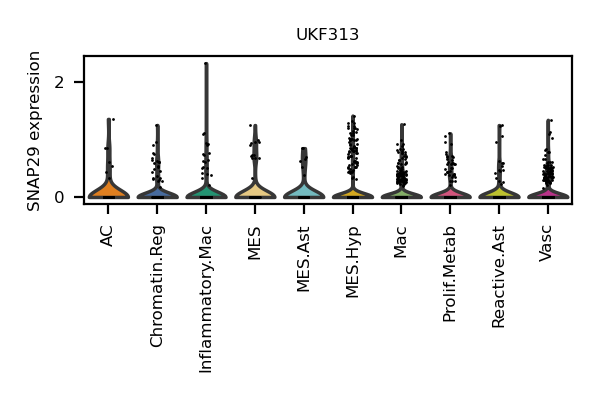 UKF313
SNAP29 expression
2
0
AC
Chromatin.Reg
Inflammatory.Mac
MES
MES.Ast
MES.Hyp
Mac
Prolif.Metab
Reactive.Ast
Vasc